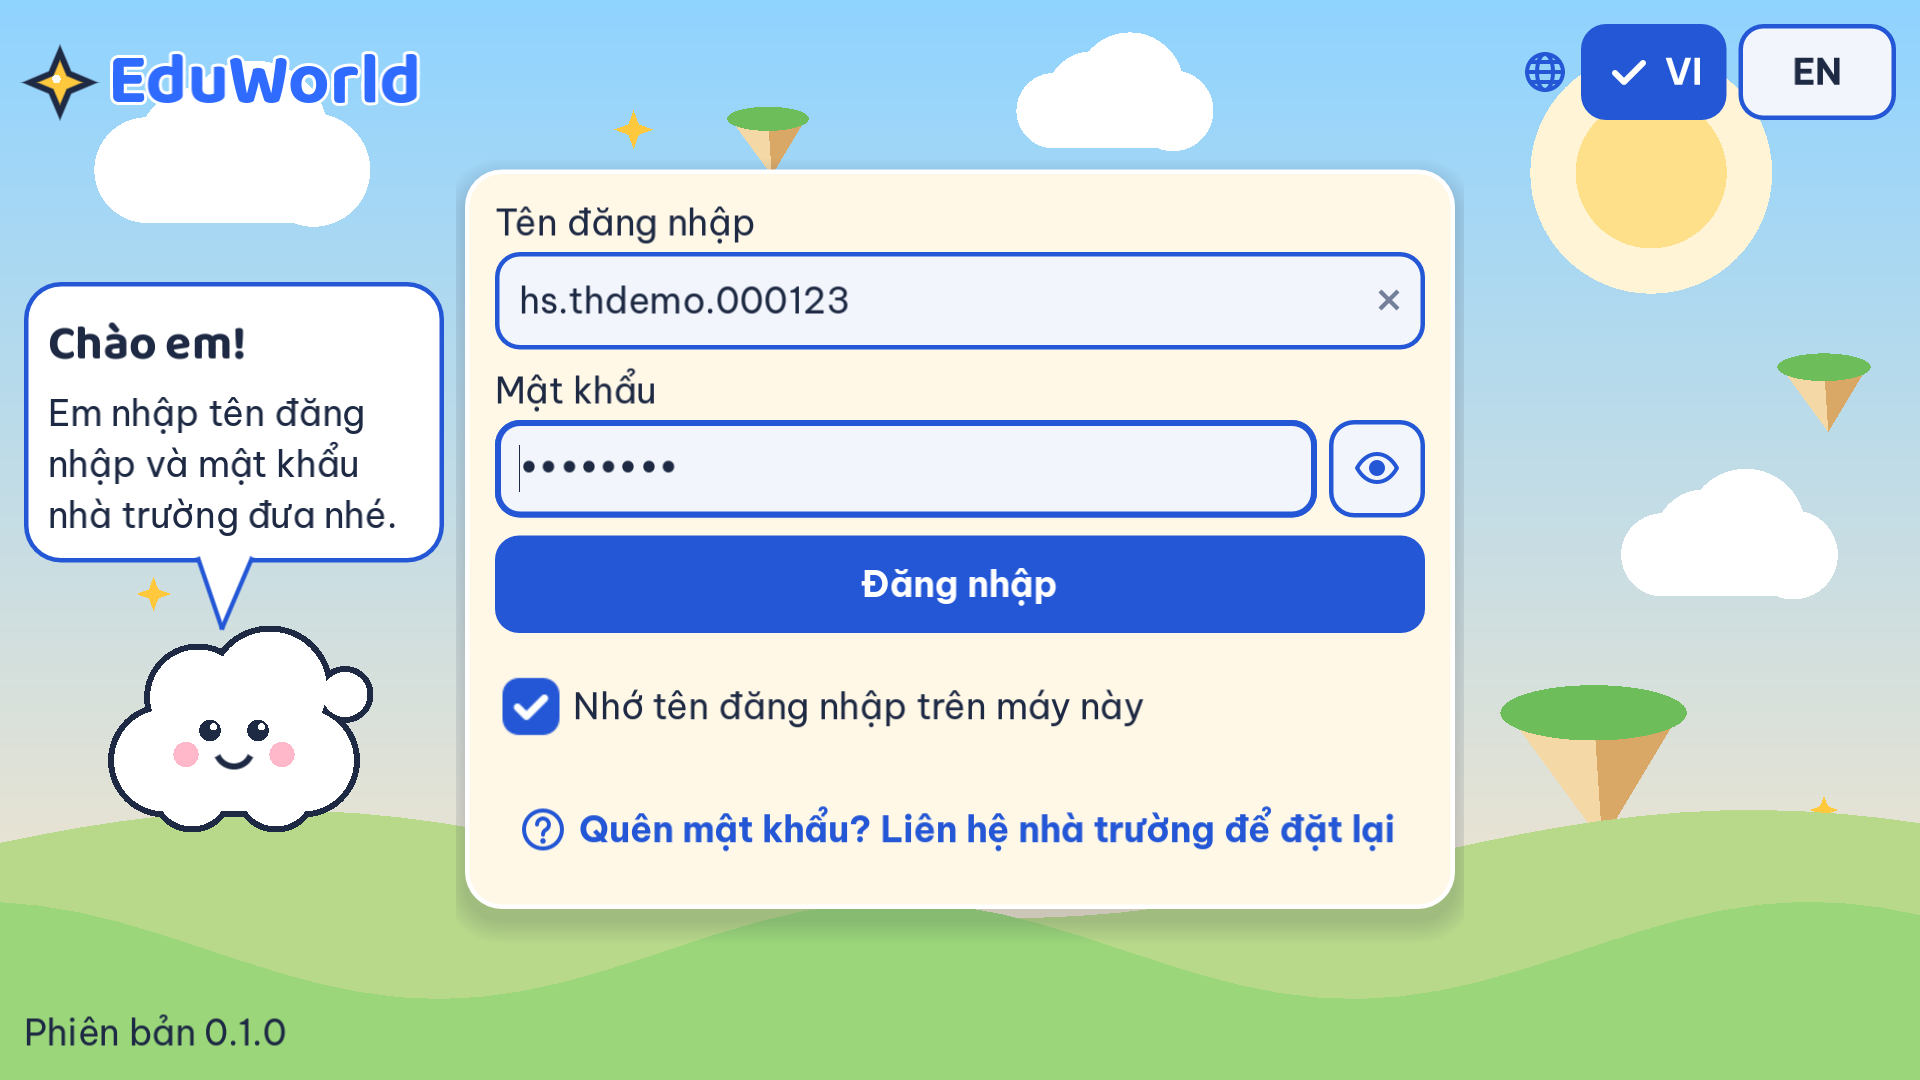 EduWorld
VI
EN
Tên đăng nhập
hs.thdemo.000123
Mật khẩu
••••••••
Đăng nhập
Nhớ tên đăng nhập trên máy này
Quên mật khẩu? Liên hệ nhà trường để đặt lại
Chào em!
Em nhập tên đăng
nhập và mật khẩu
nhà trường đưa nhé.
Phiên bản 0.1.0